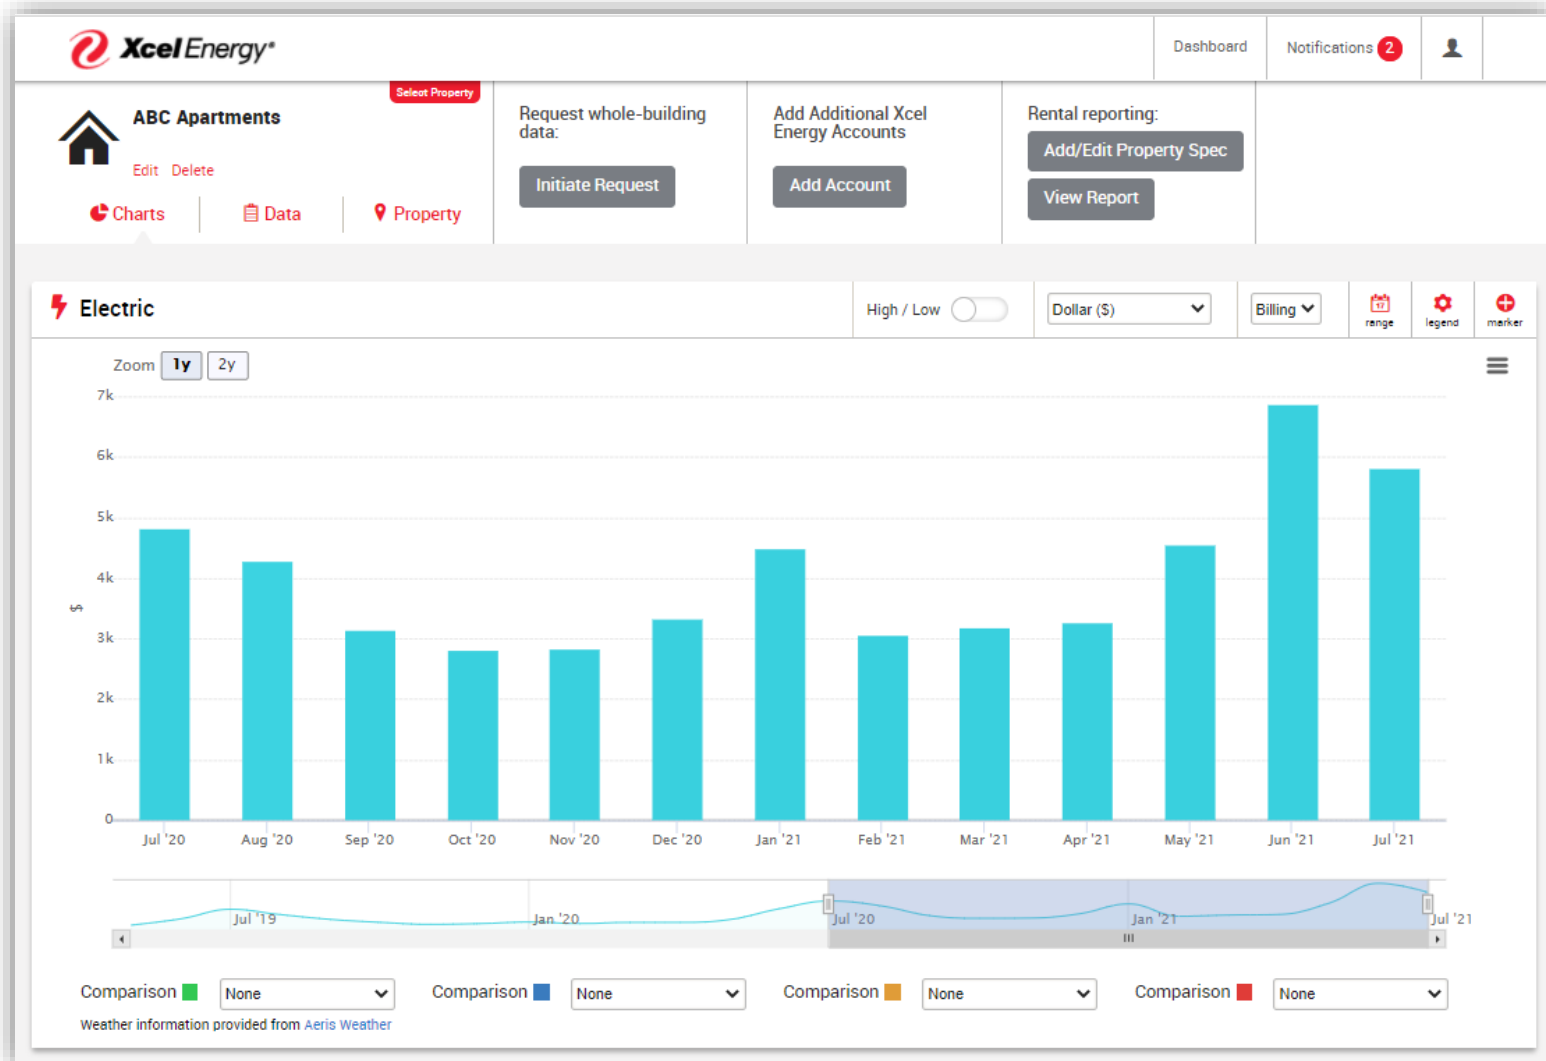 Xcel Energy®
Dashboard
Notifications 2
ABC Apartments
Select Property
Edit Delete
Charts
Data
Property
Request whole-building
data:
Initiate Request
Add Additional Xcel
Energy Accounts
Add Account
Rental reporting:
Add/Edit Property Spec
View Report
Electric
High / Low
Dollar ($)
Billing
17
range
legend
marker
Zoom 1y 2y
7k
6k
5k
4k
$
3k
2k
1k
0
Jul '20 Aug '20 Sep '20 Oct '20 Nov '20 Dec '20 Jan '21 Feb '21 Mar '21 Apr '21 May '21 Jun '21 Jul '21
Jul '19 Jan '20 Jul '20 Jan '21 Jul '21
Comparison None Comparison None Comparison None Comparison None
Weather information provided from Aeris Weather